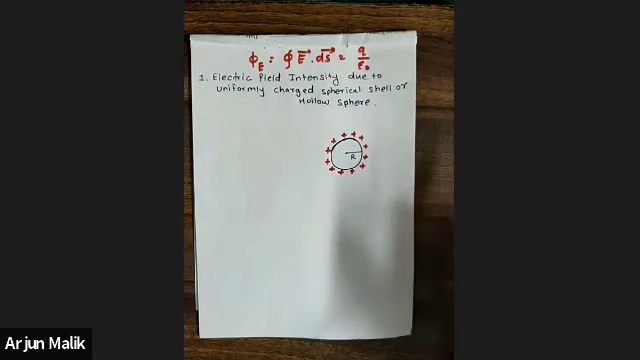 ϕE = ∮ E⃗ . ds⃗ = q/ε₀
1. Electric Field Intensity due to
uniformly charged spherical shell or
Hollow sphere.
R
Arjun Malik